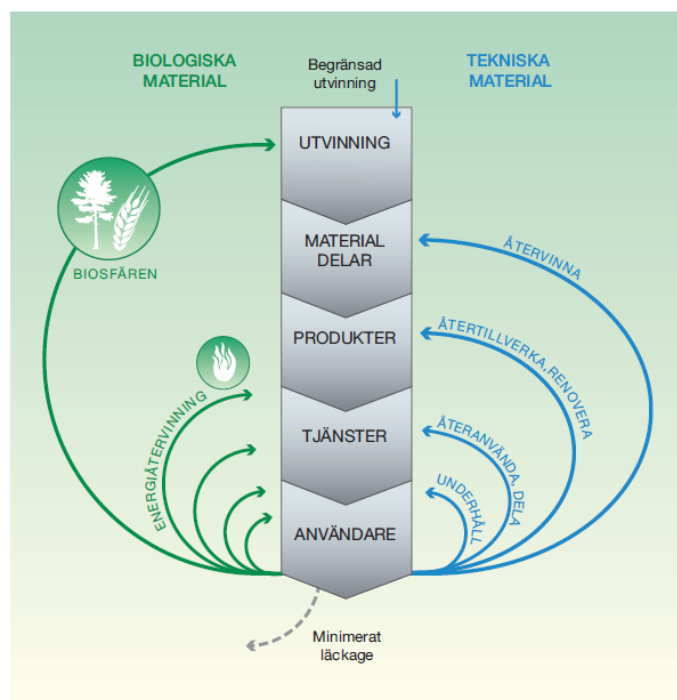 BIOLOGISKA
MATERIAL
Begränsad
utvinning
TEKNISKA
MATERIAL
UTVINNING
MATERIAL
DELAR
PRODUKTER
TJÄNSTER
ANVÄNDARE
BIOSFÄREN
ENERGIÅTERVINNING
ÅTERVINNA
ÅTERTILLVERKA, RENOVERA
ÅTERANVÄNDA, DELA
UNDERHÅLL
Minimerat
läckage